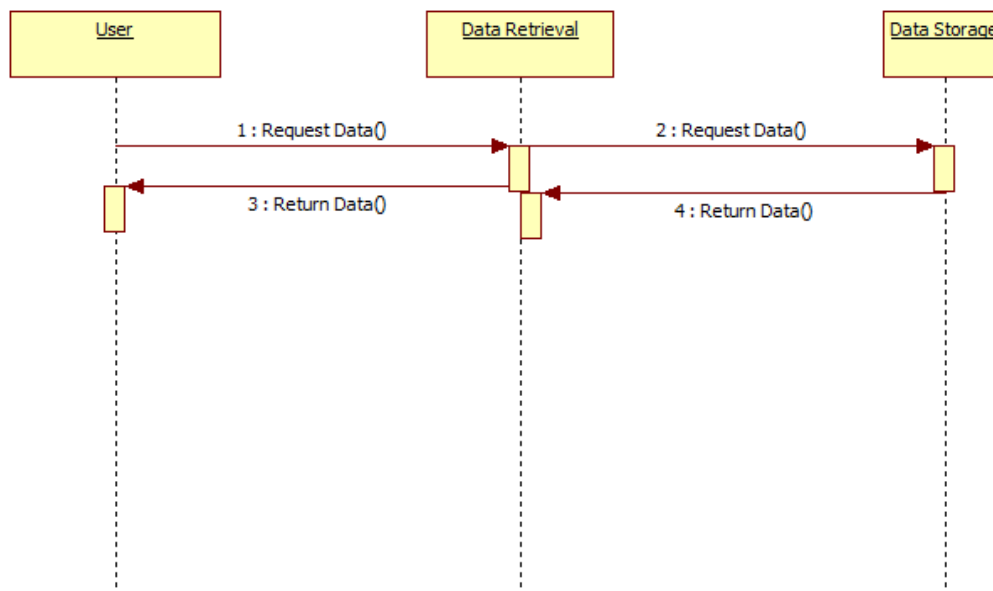 User
Data Retrieval
Data Storage
1 : Request Data()
2 : Request Data()
3 : Return Data()
4 : Return Data()